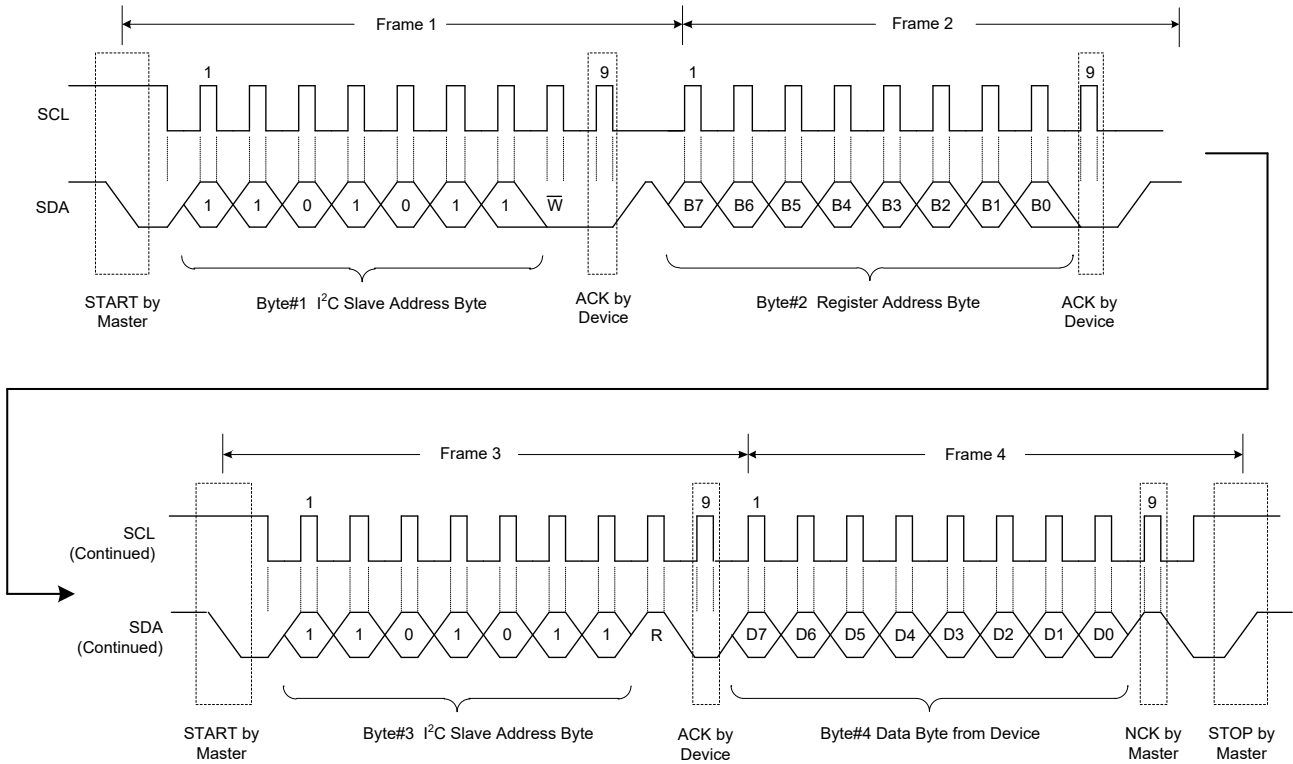 Frame 1
Frame 2
1
9
1
9
SCL
SDA
1 1 0 1 0 1 1 W̅
B7 B6 B5 B4 B3 B2 B1 B0
START by
Master
Byte#1 I²C Slave Address Byte
ACK by
Device
Byte#2 Register Address Byte
ACK by
Device
Frame 3
Frame 4
1
9
1
9
SCL
(Continued)
SDA
(Continued)
1 1 0 1 0 1 1 R
D7 D6 D5 D4 D3 D2 D1 D0
START by
Master
Byte#3 I²C Slave Address Byte
ACK by
Device
Byte#4 Data Byte from Device
NCK by
Master
STOP by
Master